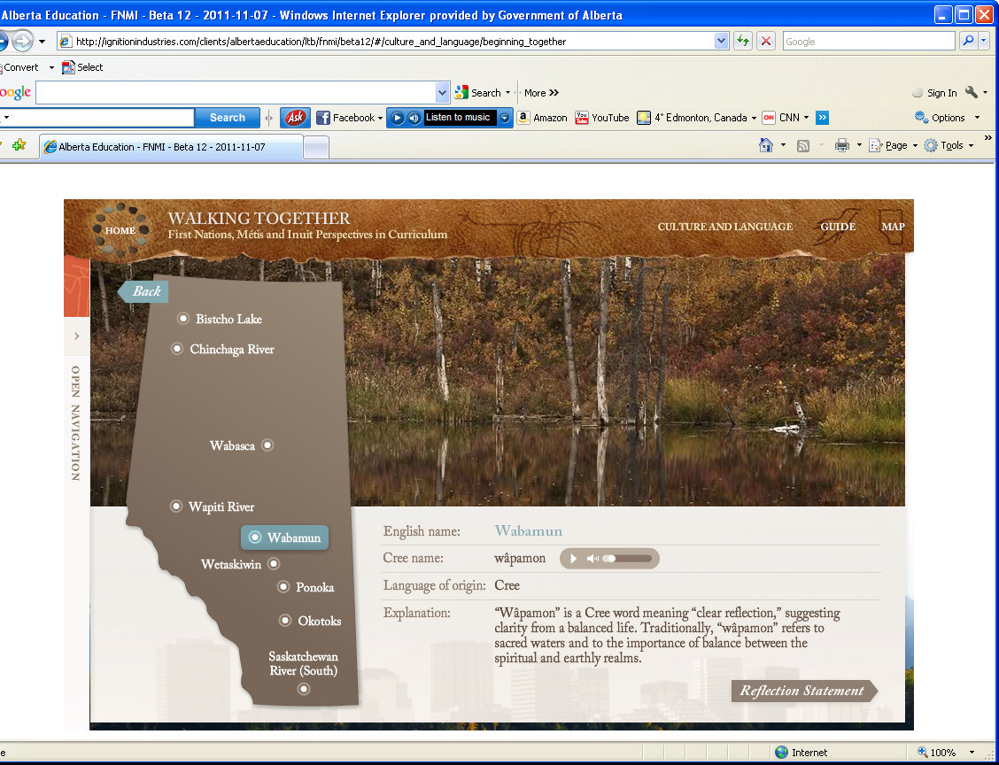 Alberta Education - FNMI - Beta 12 - 2011-11-07 - Windows Internet Explorer provided by Government of Alberta
http://ignitionindustries.com/clients/albertaeducation/ltb/fnmi/beta12/#/culture_and_language/beginning_together
Google
Convert Select
oogle Search More Sign In
Search Ask Facebook Listen to music Amazon You Tube YouTube 4° Edmonton, Canada CNN CNN Options
Alberta Education - FNMI - Beta 12 - 2011-11-07
Page Tools
HOME
WALKING TOGETHER
First Nations, Métis and Inuit Perspectives in Curriculum
CULTURE AND LANGUAGE GUIDE MAP
Back
OPEN NAVIGATION
Bistcho Lake
Chinchaga River
Wabasca
Wapiti River
Wabamun
Wetaskiwin
Ponoka
Okotoks
Saskatchewan
River (South)
English name: Wabamun
Cree name: wâpamon
Language of origin: Cree
Explanation: “Wâpamon” is a Cree word meaning “clear reflection,” suggesting
clarity from a balanced life. Traditionally, “wâpamon” refers to
sacred waters and to the importance of balance between the
spiritual and earthly realms.
Reflection Statement
e Internet 100%